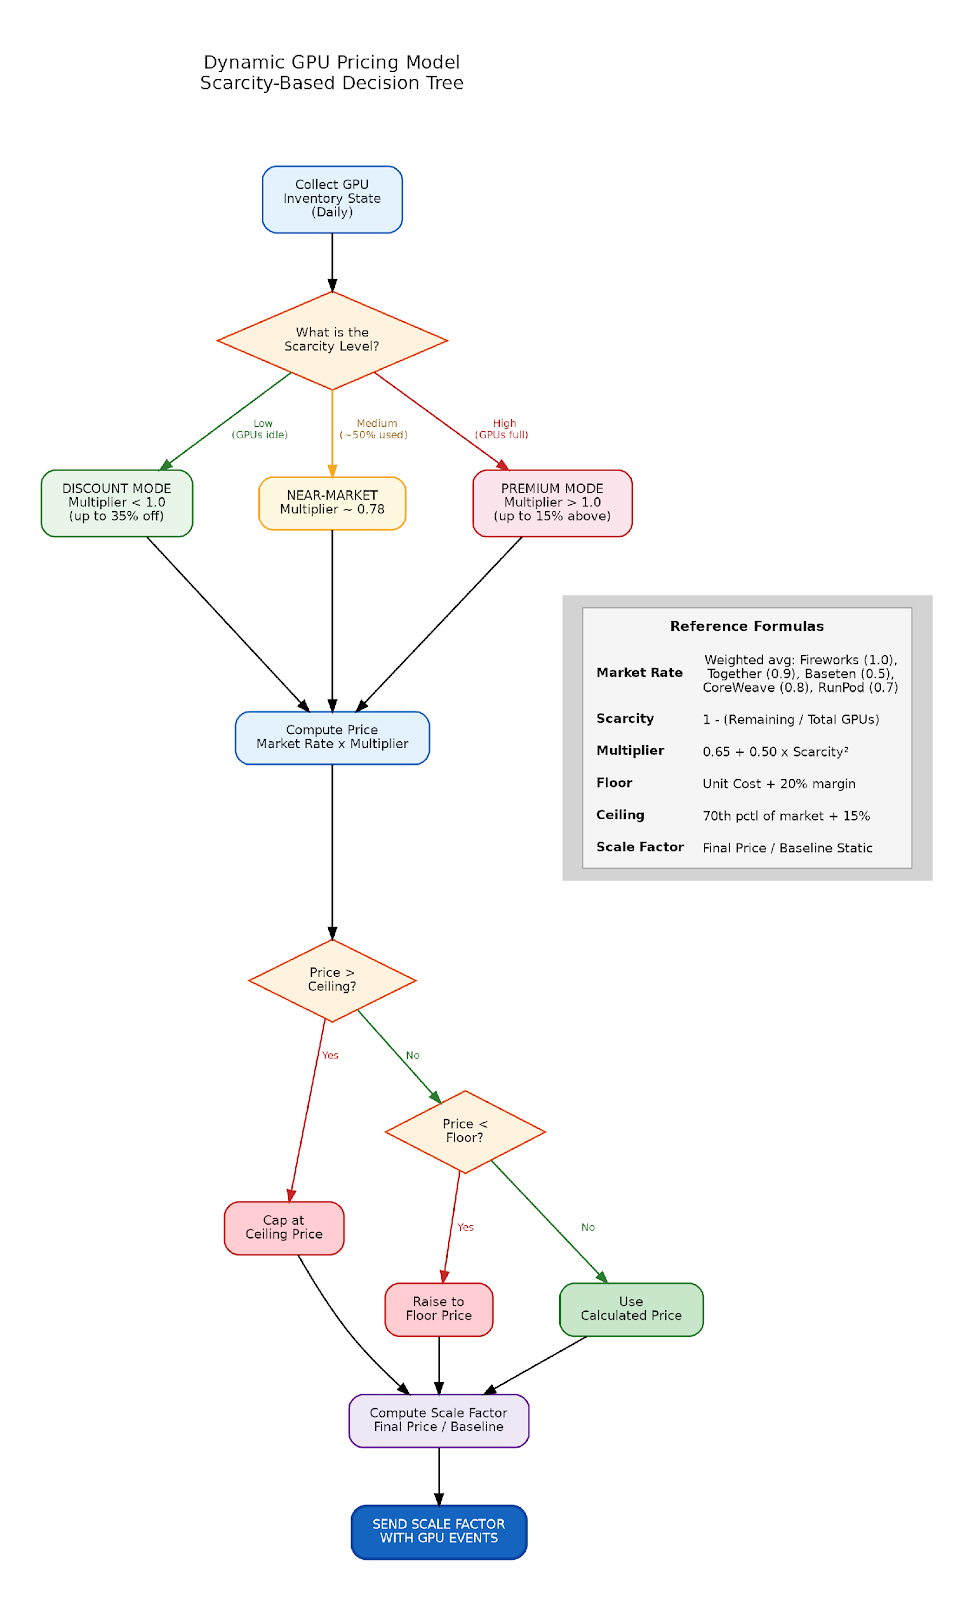 Dynamic GPU Pricing Model
Scarcity-Based Decision Tree
Collect GPU
Inventory State
(Daily)
What is the
Scarcity Level?
Low
(GPUs idle)
Medium
(~50% used)
High
(GPUs full)
DISCOUNT MODE
Multiplier < 1.0
(up to 35% off)
NEAR-MARKET
Multiplier ~ 0.78
PREMIUM MODE
Multiplier > 1.0
(up to 15% above)
Compute Price
Market Rate x Multiplier
Reference Formulas
Market Rate
Weighted avg: Fireworks (1.0),
Together (0.9), Baseten (0.5),
CoreWeave (0.8), RunPod (0.7)
Scarcity 1 - (Remaining / Total GPUs)
Multiplier 0.65 + 0.50 x Scarcity²
Floor Unit Cost + 20% margin
Ceiling 70th pctl of market + 15%
Scale Factor Final Price / Baseline Static
Price >
Ceiling?
Yes
No
Price <
Floor?
Cap at
Ceiling Price
Yes
No
Raise to
Floor Price
Use
Calculated Price
Compute Scale Factor
Final Price / Baseline
SEND SCALE FACTOR
WITH GPU EVENTS